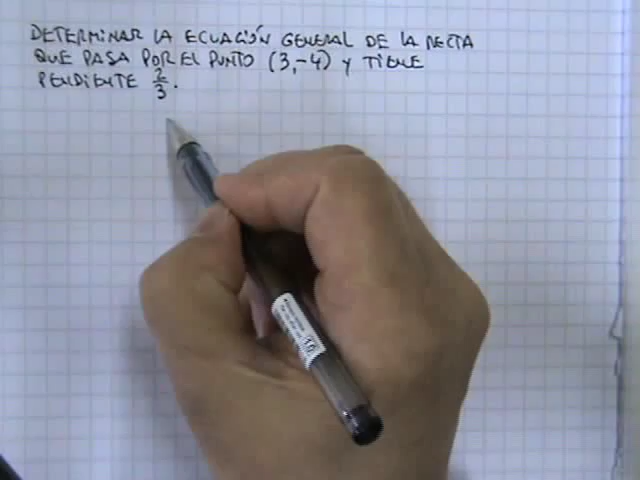 DETERMINAR LA ECUACIÓN GENERAL DE LA RECTA
QUE PASA POR EL PUNTO (3,-4) Y TIENE
PENDIENTE 2/3.